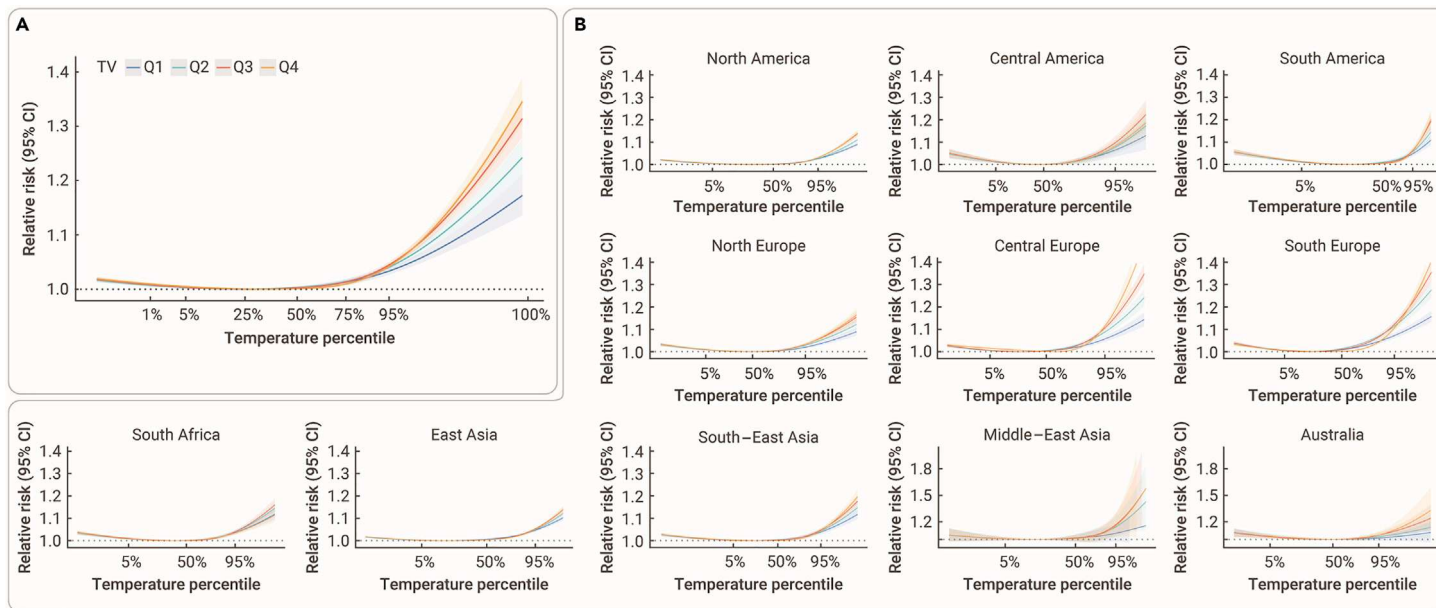 A
TV Q1 Q2 Q3 Q4
Relative risk (95% CI)
1.4
1.3
1.2
1.1
1.0
1% 5% 25% 50% 75% 95% 100%
Temperature percentile
B
North America
Relative risk (95% CI)
1.4
1.3
1.2
1.1
1.0
5% 50% 95%
Temperature percentile
Central America
Relative risk (95% CI)
1.4
1.3
1.2
1.1
1.0
5% 50% 95%
Temperature percentile
South America
Relative risk (95% CI)
1.4
1.3
1.2
1.1
1.0
5% 50% 95%
Temperature percentile
North Europe
Relative risk (95% CI)
1.4
1.3
1.2
1.1
1.0
5% 50% 95%
Temperature percentile
Central Europe
Relative risk (95% CI)
1.4
1.3
1.2
1.1
1.0
5% 50% 95%
Temperature percentile
South Europe
Relative risk (95% CI)
1.4
1.3
1.2
1.1
1.0
5% 50% 95%
Temperature percentile
South Africa
Relative risk (95% CI)
1.4
1.3
1.2
1.1
1.0
5% 50% 95%
Temperature percentile
East Asia
Relative risk (95% CI)
1.4
1.3
1.2
1.1
1.0
5% 50% 95%
Temperature percentile
South–East Asia
Relative risk (95% CI)
1.4
1.3
1.2
1.1
1.0
5% 50% 95%
Temperature percentile
Middle–East Asia
Relative risk (95% CI)
1.8
1.5
1.2
5% 50% 95%
Temperature percentile
Australia
Relative risk (95% CI)
1.8
1.5
1.2
5% 50% 95%
Temperature percentile